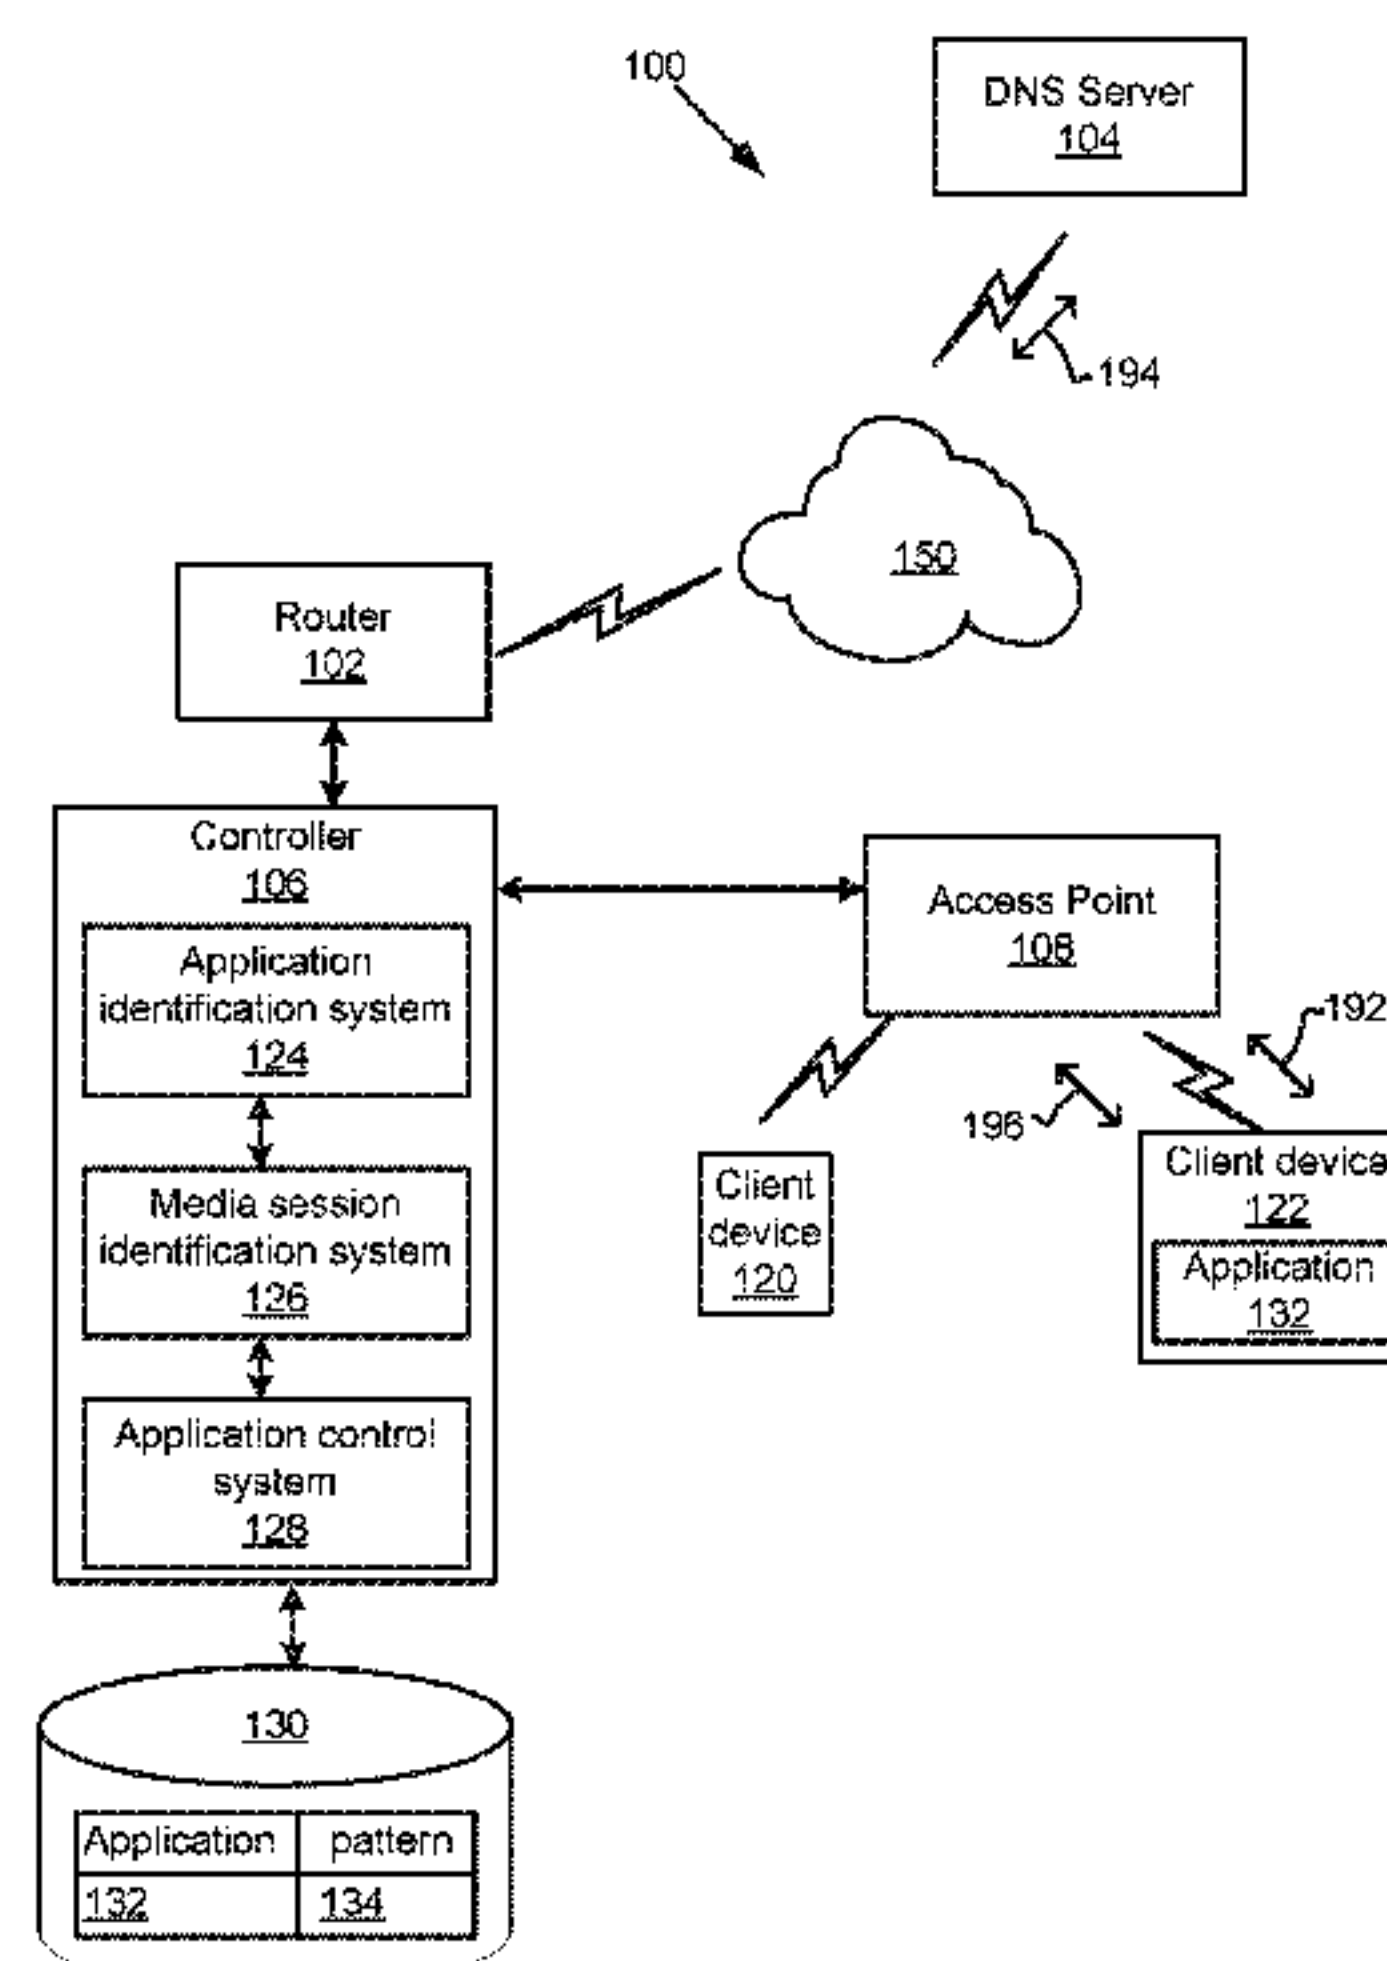 100
DNS Server
104
194
150
Router
102
Controller
106
Application
identification system
124
Media session
identification system
126
Application control
system
128
Access Point
108
192
196
Client
device
120
Client device
122
Application
132
130
Application pattern
132 134